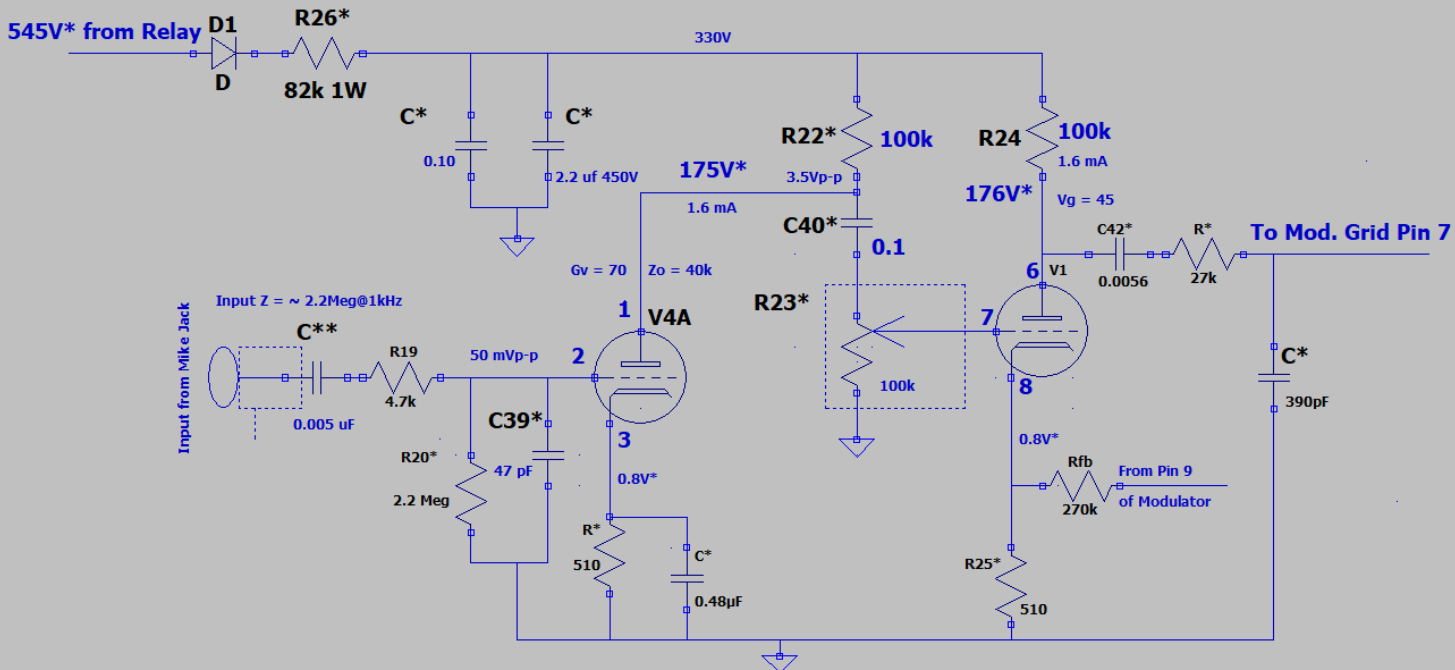 545V* from Relay
D1
D
R26*
82k 1W
330V
C*
0.10
C*
2.2 uf 450V
R22*
100k
R24
100k
1.6 mA
175V*
1.6 mA
3.5Vp-p
176V*
Vg = 45
C40*
0.1
C42*
0.0056
R*
27k
To Mod. Grid Pin 7
Gv = 70
Zo = 40k
Input Z = ~ 2.2Meg@1kHz
Input from Mike Jack
C**
0.005 uF
R19
4.7k
50 mVp-p
1
V4A
2
3
R23*
100k
6
V1
7
8
C*
390pF
C39*
47 pF
R20*
2.2 Meg
0.8V*
R*
510
C*
0.48µF
0.8V*
Rfb
270k
From Pin 9
of Modulator
R25*
510